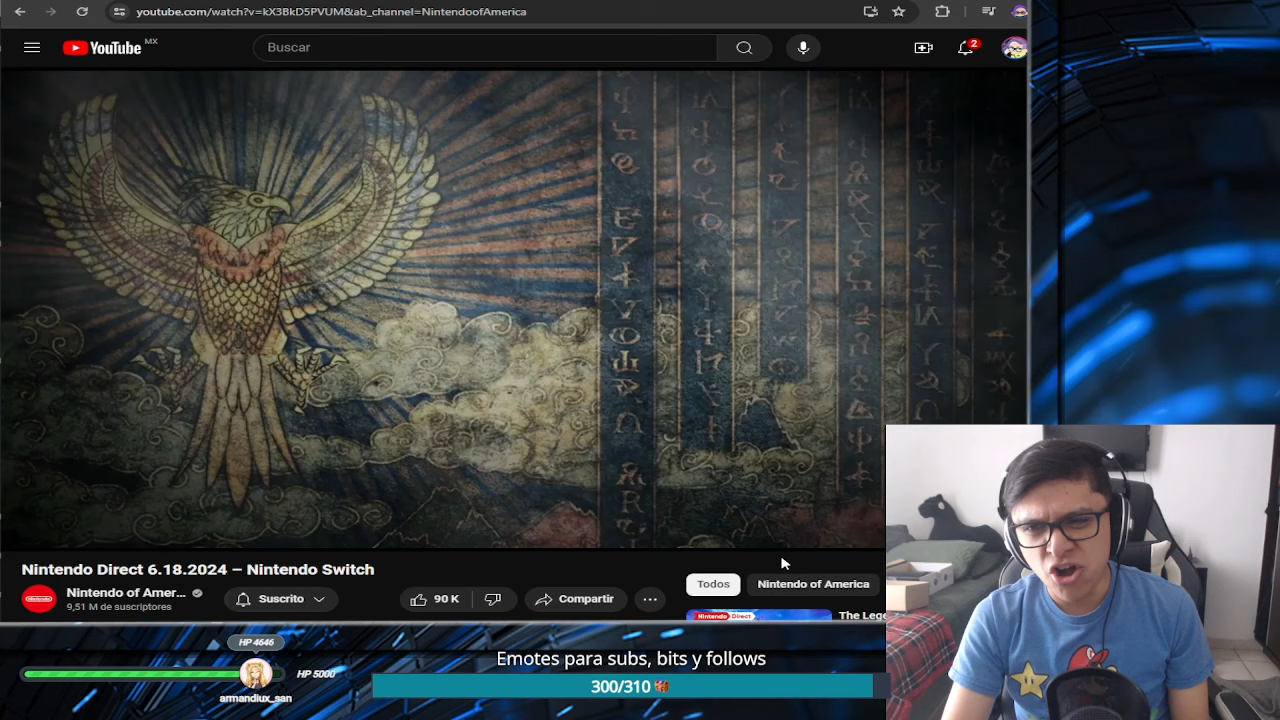 youtube.com/watch?v=kX3BkD5PVUM&ab_channel=NintendoofAmerica
YouTube MX
Buscar
2
Nintendo Direct 6.18.2024 – Nintendo Switch
Nintendo of Amer...
9,51 M de suscriptores
Suscrito
90 K
Compartir
Todos
Nintendo of America
Nintendo Direct
The Lege
HP 4646
HP 5000
armandiux_san
Emotes para subs, bits y follows
300/310